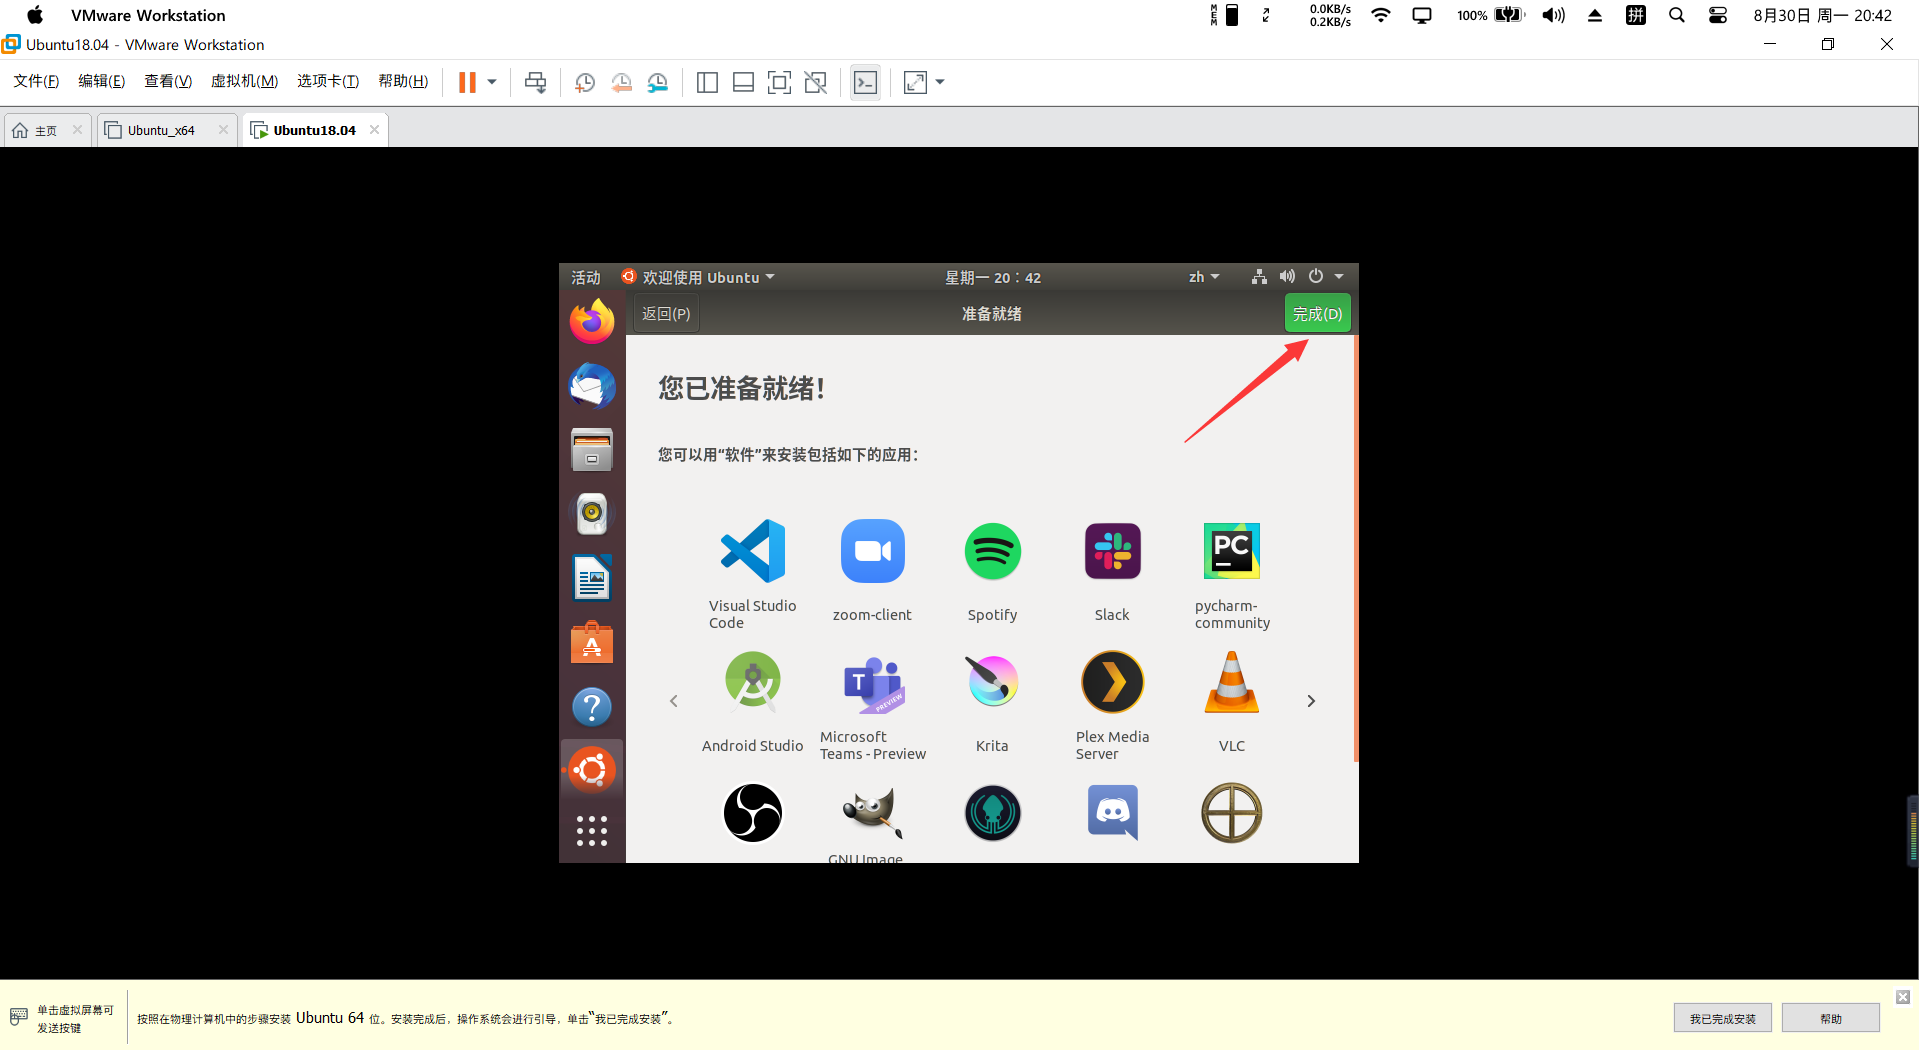 VMware Workstation
MEM
0.0KB/s
0.2KB/s
100%
拼
8月30日 周一 20:42
Ubuntu18.04 - VMware Workstation
文件(F) 编辑(E) 查看(V) 虚拟机(M) 选项卡(T) 帮助(H)
主页 Ubuntu_x64 Ubuntu18.04
活动 欢迎使用 Ubuntu 星期一 20：42 zh
返回(P) 准备就绪 完成(D)
您已准备就绪！
您可以用“软件”来安装包括如下的应用：
Visual Studio
Code
zoom-client
Spotify
Slack
PC
pycharm-
community
Android Studio
T
PREVIEW
Microsoft
Teams - Preview
Krita
Plex Media
Server
VLC
GNU Image
单击虚拟屏幕可
发送按键
按照在物理计算机中的步骤安装 Ubuntu 64 位。安装完成后，操作系统会进行引导，单击“我已完成安装”。
我已完成安装 帮助